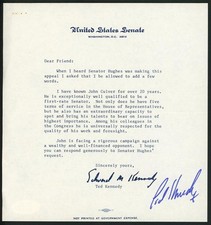 United States Senate
WASHINGTON, D.C. 20510
Dear Friend:
When I heard Senator Hughes was making this
appeal I asked that I be allowed to add a few
words.
I have known John Culver for over 20 years.
He is exceptionally well qualified to be a
first-rate Senator. Not only does he have five
terms of service in the House of Representatives,
but he also has an extraordinary capacity to
bring his time and talents to bear on issues of
highest importance. Among his colleagues in
the Congress he is universally respected for the
quality of his work and for forethought.
John is facing a rigorous campaign against
a wealthy and well-financed opponent. I hope
you can respond generously to Senator Hughes'
request.
Sincerely yours,
Edward M. Kennedy
Ted Kennedy
Ted Kennedy
NOT PRINTED AT GOVERNMENT EXPENSE